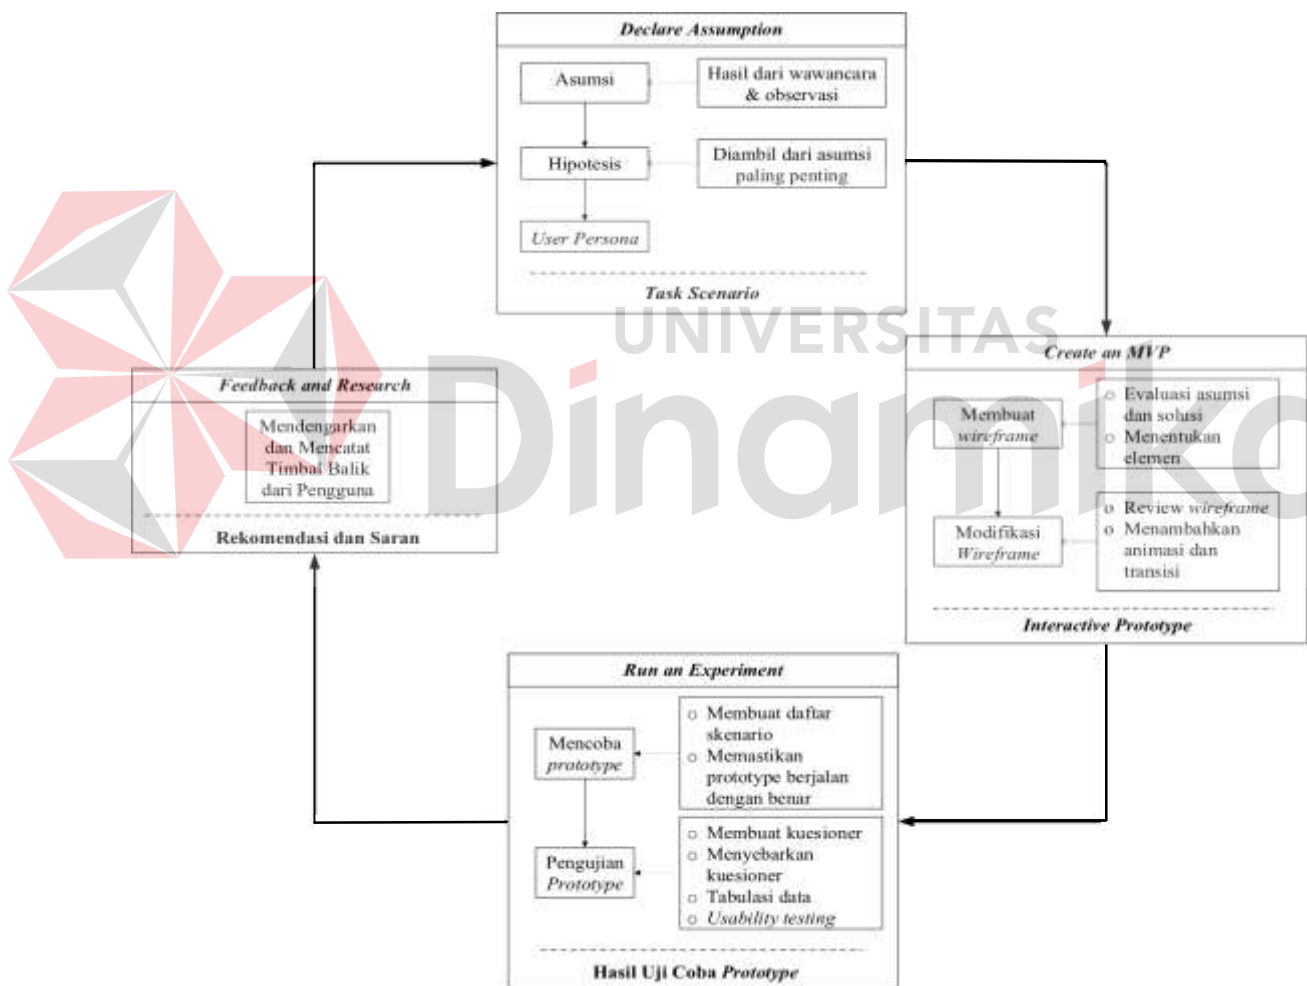 Declare Assumption
Asumsi
Hasil dari wawancara
& observasi
Hipotesis
Diambil dari asumsi
paling penting
User Persona
Task Scenario
UNIVERSITAS
Dinamika
Create an MVP
Membuat
wireframe
o Evaluasi asumsi
dan solusi
o Menentukan
elemen
Modifikasi
Wireframe
o Review wireframe
o Menambahkan
animasi dan
transisi
Interactive Prototype
Feedback and Research
Mendengarkan
dan Mencatat
Timbal Balik
dari Pengguna
Rekomendasi dan Saran
Run an Experiment
Mencoba
prototype
o Membuat daftar
skenario
o Memastikan
prototype berjalan
dengan benar
Pengujian
Prototype
o Membuat kuesioner
o Menyebarkan
kuesioner
o Tabulasi data
o Usability testing
Hasil Uji Coba Prototype